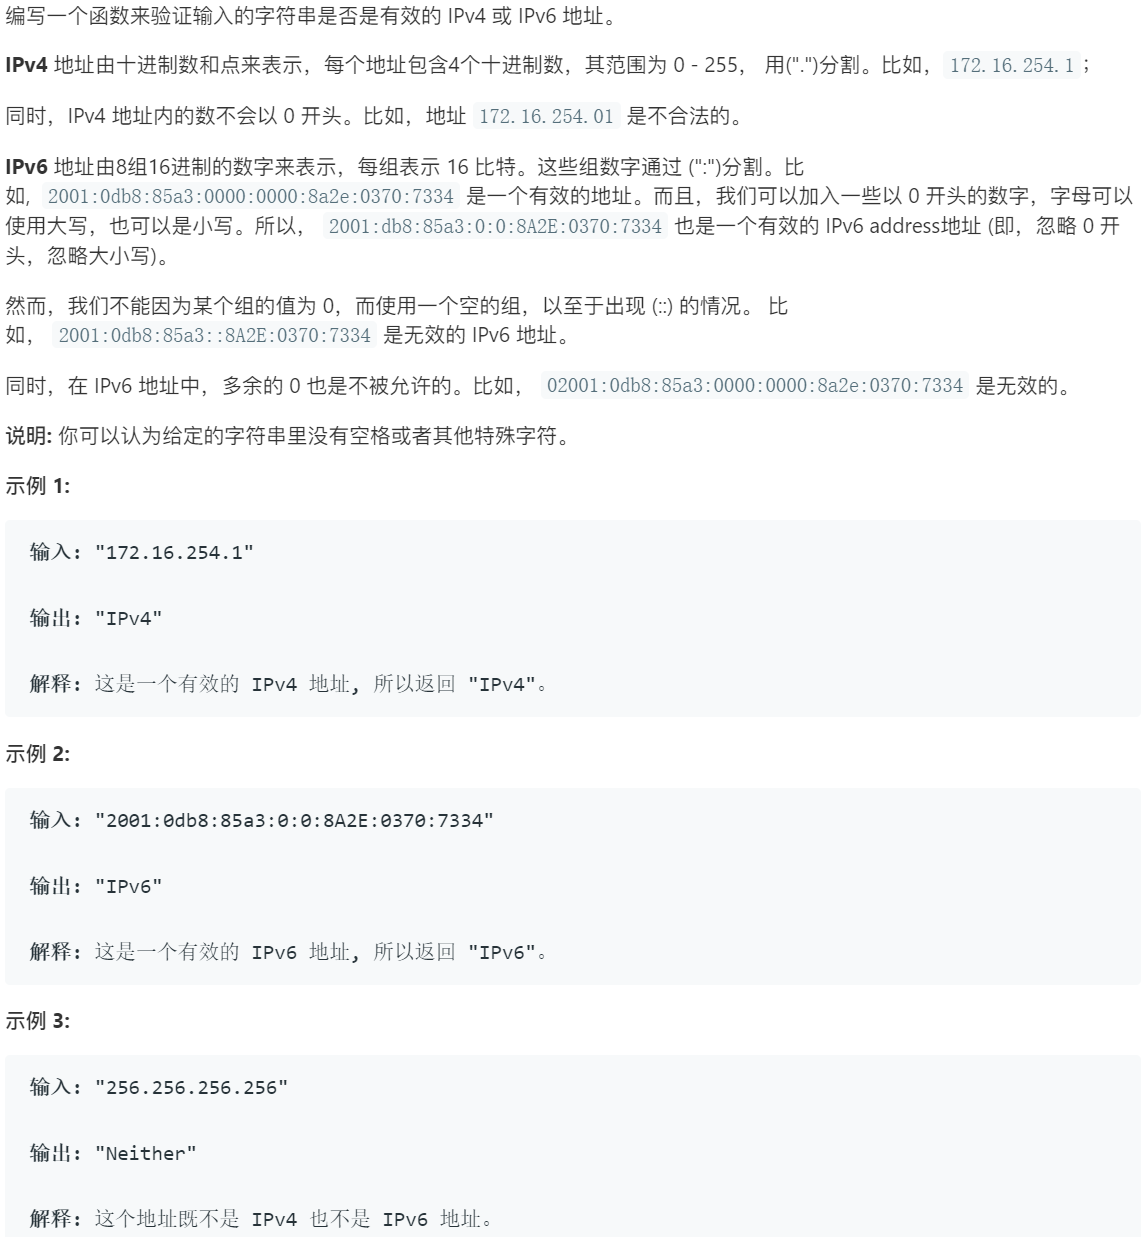 编写一个函数来验证输入的字符串是否是有效的 IPv4 或 IPv6 地址。
IPv4 地址由十进制数和点来表示，每个地址包含4个十进制数，其范围为 0 - 255， 用(".")分割。比如，172.16.254.1；
同时，IPv4 地址内的数不会以 0 开头。比如，地址 172.16.254.01 是不合法的。
IPv6 地址由8组16进制的数字来表示，每组表示 16 比特。这些组数字通过 (":")分割。比
如, 2001:0db8:85a3:0000:0000:8a2e:0370:7334 是一个有效的地址。而且，我们可以加入一些以 0 开头的数字，字母可以
使用大写，也可以是小写。所以， 2001:db8:85a3:0:0:8A2E:0370:7334 也是一个有效的 IPv6 address地址 (即，忽略 0 开
头，忽略大小写)。
然而，我们不能因为某个组的值为 0，而使用一个空的组，以至于出现 (::) 的情况。 比
如， 2001:0db8:85a3::8A2E:0370:7334 是无效的 IPv6 地址。
同时，在 IPv6 地址中，多余的 0 也是不被允许的。比如， 02001:0db8:85a3:0000:0000:8a2e:0370:7334 是无效的。
说明: 你可以认为给定的字符串里没有空格或者其他特殊字符。
示例 1:
输入: "172.16.254.1"
输出: "IPv4"
解释: 这是一个有效的 IPv4 地址, 所以返回 "IPv4"。
示例 2:
输入: "2001:0db8:85a3:0:0:8A2E:0370:7334"
输出: "IPv6"
解释: 这是一个有效的 IPv6 地址, 所以返回 "IPv6"。
示例 3:
输入: "256.256.256.256"
输出: "Neither"
解释: 这个地址既不是 IPv4 也不是 IPv6 地址。